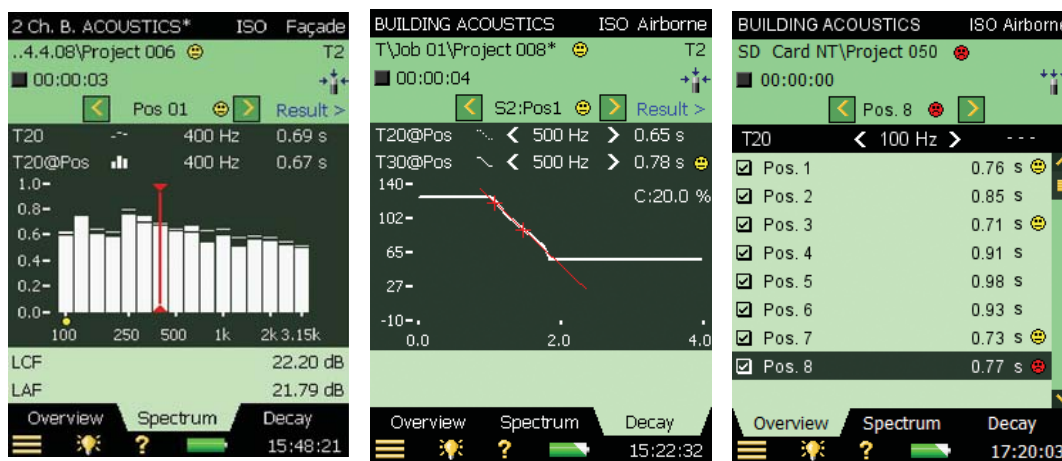 2 Ch. B. ACOUSTICS* ISO Façade
..4.4.08\Project 006 T2
00:00:03
< Pos 01 > Result >
T20 400 Hz 0.69 s
T20@Pos 400 Hz 0.67 s
1.0
0.8
0.6
0.4
0.2
0.0
100 250 500 1k 2k 3.15k
LCF 22.20 dB
LAF 21.79 dB
Overview Spectrum Decay
? 15:48:21
BUILDING ACOUSTICS ISO Airborne
T\Job 01\Project 008* T2
00:00:04
< S2:Pos1 > Result >
T20@Pos < 500 Hz > 0.65 s
T30@Pos < 500 Hz > 0.78 s
140
C:20.0 %
102
65
27
-10
0.0 2.0 4.0
Overview Spectrum Decay
? 15:22:32
BUILDING ACOUSTICS ISO Airborne
SD Card NT\Project 050
00:00:00
< Pos. 8 >
T20 < 100 Hz > ---
Pos. 1 0.76 s
Pos. 2 0.85 s
Pos. 3 0.71 s
Pos. 4 0.91 s
Pos. 5 0.98 s
Pos. 6 0.93 s
Pos. 7 0.73 s
Pos. 8 0.77 s
Overview Spectrum Decay
? 17:20:03